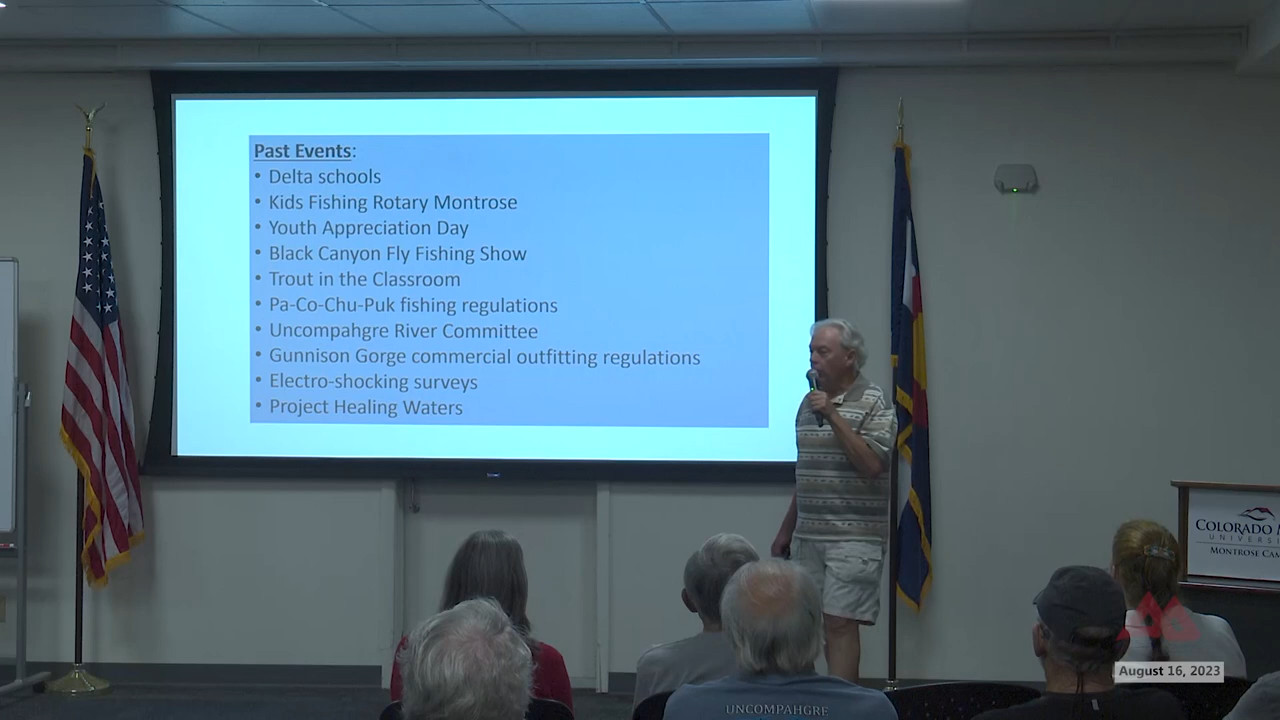 Past Events:
• Delta schools
• Kids Fishing Rotary Montrose
• Youth Appreciation Day
• Black Canyon Fly Fishing Show
• Trout in the Classroom
• Pa-Co-Chu-Puk fishing regulations
• Uncompahgre River Committee
• Gunnison Gorge commercial outfitting regulations
• Electro-shocking surveys
• Project Healing Waters
COLORADO
MONTROSE
August 16, 2023
UNCOMPAHGRE